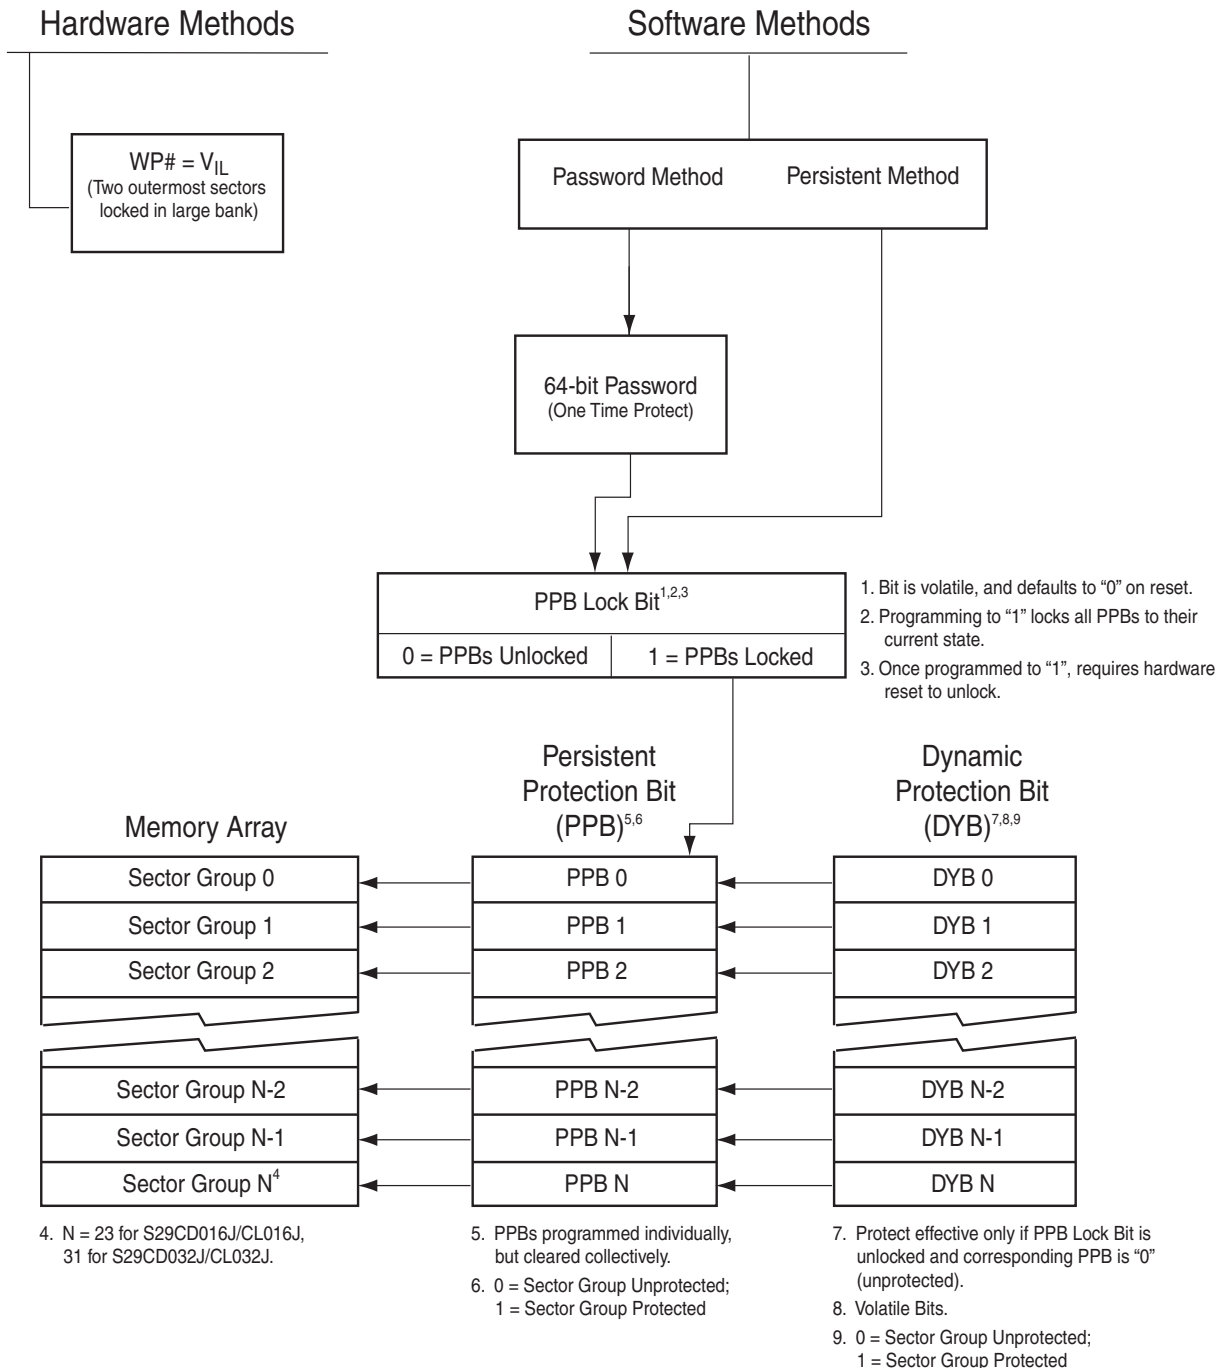 Hardware Methods
Software Methods
WP# = VIL
(Two outermost sectors
locked in large bank)
Password Method
Persistent Method
64-bit Password
(One Time Protect)
PPB Lock Bit1,2,3
0 = PPBs Unlocked
1 = PPBs Locked
1. Bit is volatile, and defaults to “0” on reset.
2. Programming to “1” locks all PPBs to their
current state.
3. Once programmed to “1”, requires hardware
reset to unlock.
Memory Array
Persistent
Protection Bit
(PPB)5,6
Dynamic
Protection Bit
(DYB)7,8,9
Sector Group 0
PPB 0
DYB 0
Sector Group 1
PPB 1
DYB 1
Sector Group 2
PPB 2
DYB 2
Sector Group N-2
PPB N-2
DYB N-2
Sector Group N-1
PPB N-1
DYB N-1
Sector Group N4
PPB N
DYB N
4. N = 23 for S29CD016J/CL016J,
31 for S29CD032J/CL032J.
5. PPBs programmed individually,
but cleared collectively.
6. 0 = Sector Group Unprotected;
1 = Sector Group Protected
7. Protect effective only if PPB Lock Bit is
unlocked and corresponding PPB is “0”
(unprotected).
8. Volatile Bits.
9. 0 = Sector Group Unprotected;
1 = Sector Group Protected